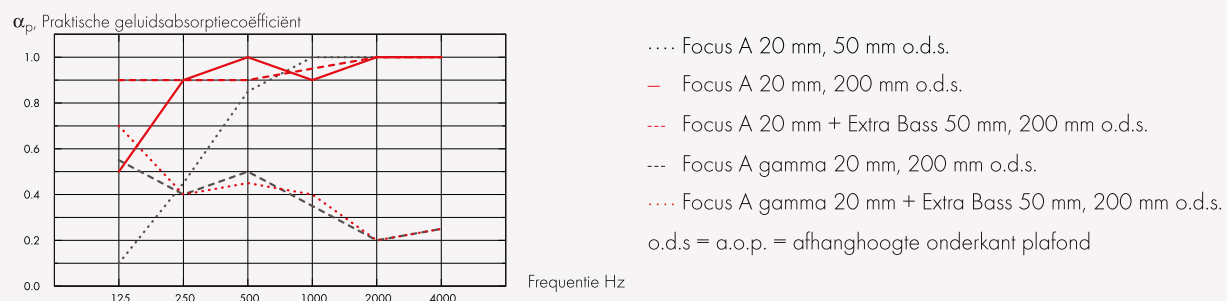 αp, Praktische geluidsabsorptiecoëfficiënt
1.0
0.8
0.6
0.4
0.2
0.0
125 250 500 1000 2000 4000
Frequentie Hz
Focus A 20 mm, 50 mm o.d.s.
Focus A 20 mm, 200 mm o.d.s.
Focus A 20 mm + Extra Bass 50 mm, 200 mm o.d.s.
Focus A gamma 20 mm, 200 mm o.d.s.
Focus A gamma 20 mm + Extra Bass 50 mm, 200 mm o.d.s.
o.d.s = a.o.p. = afhanghoogte onderkant plafond